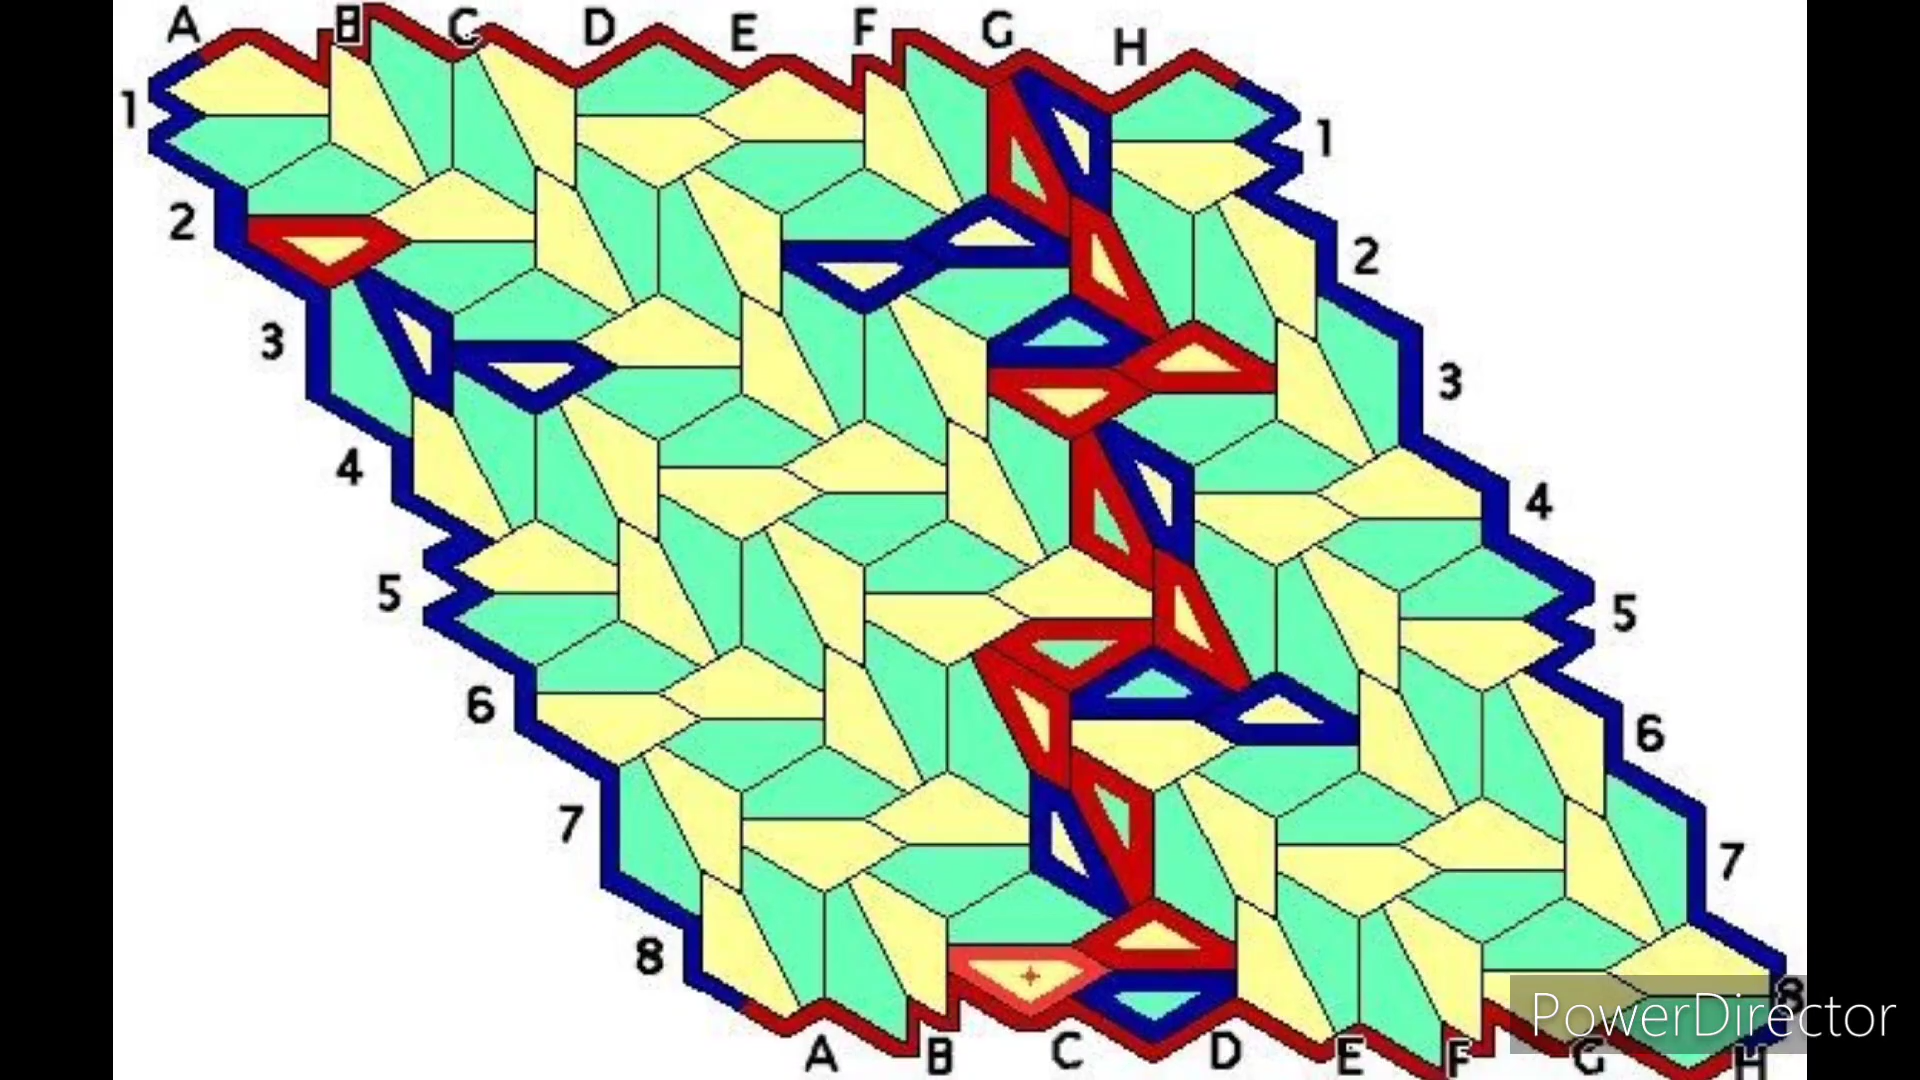 A B C D E F G H
1 1
2 2
3 3
4 4
5 5
6 6
7 7
8 8
PowerDirector
A B C D E F G H